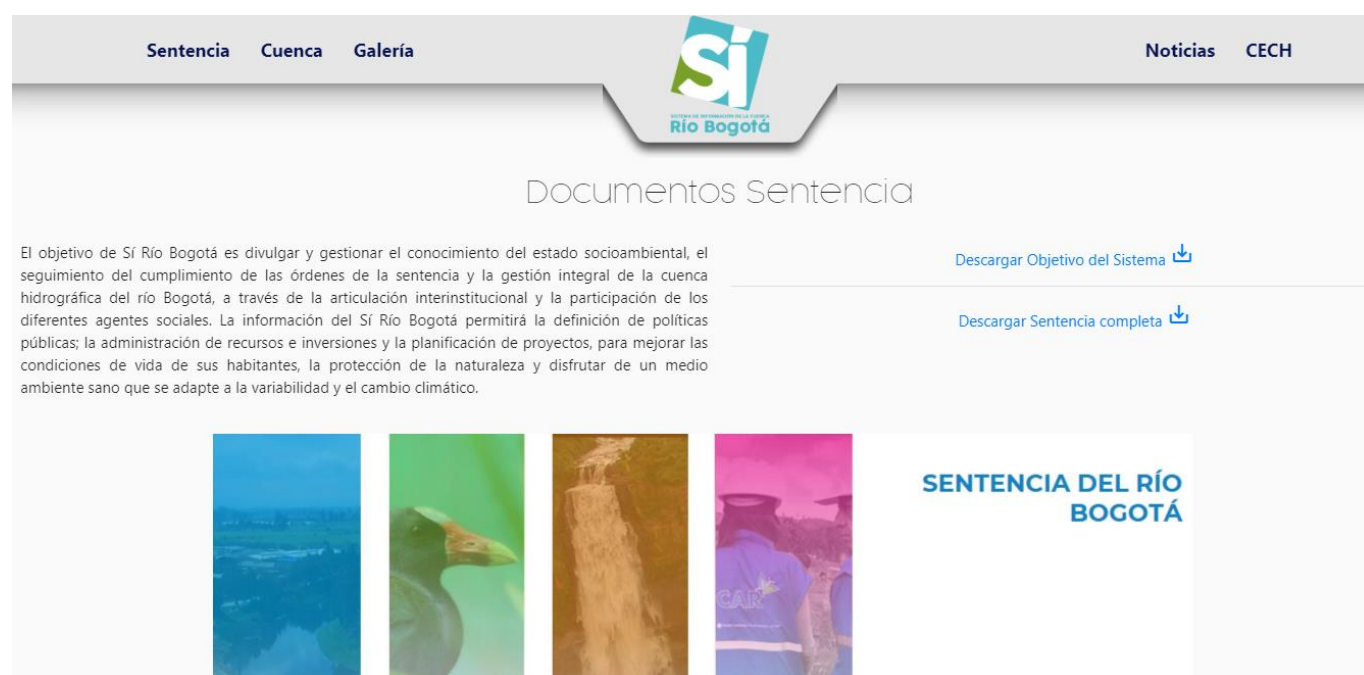 Sentencia Cuenca Galería
Noticias CECH
Sí
SISTEMA DE INFORMACIÓN DE LA CUENCA
Río Bogotá
Documentos Sentencia
El objetivo de Sí Río Bogotá es divulgar y gestionar el conocimiento del estado socioambiental, el
seguimiento del cumplimiento de las órdenes de la sentencia y la gestión integral de la cuenca
hidrográfica del río Bogotá, a través de la articulación interinstitucional y la participación de los
diferentes agentes sociales. La información del Sí Río Bogotá permitirá la definición de políticas
públicas; la administración de recursos e inversiones y la planificación de proyectos, para mejorar las
condiciones de vida de sus habitantes, la protección de la naturaleza y disfrutar de un medio
ambiente sano que se adapte a la variabilidad y el cambio climático.
Descargar Objetivo del Sistema
Descargar Sentencia completa
CAR
SENTENCIA DEL RÍO
BOGOTÁ